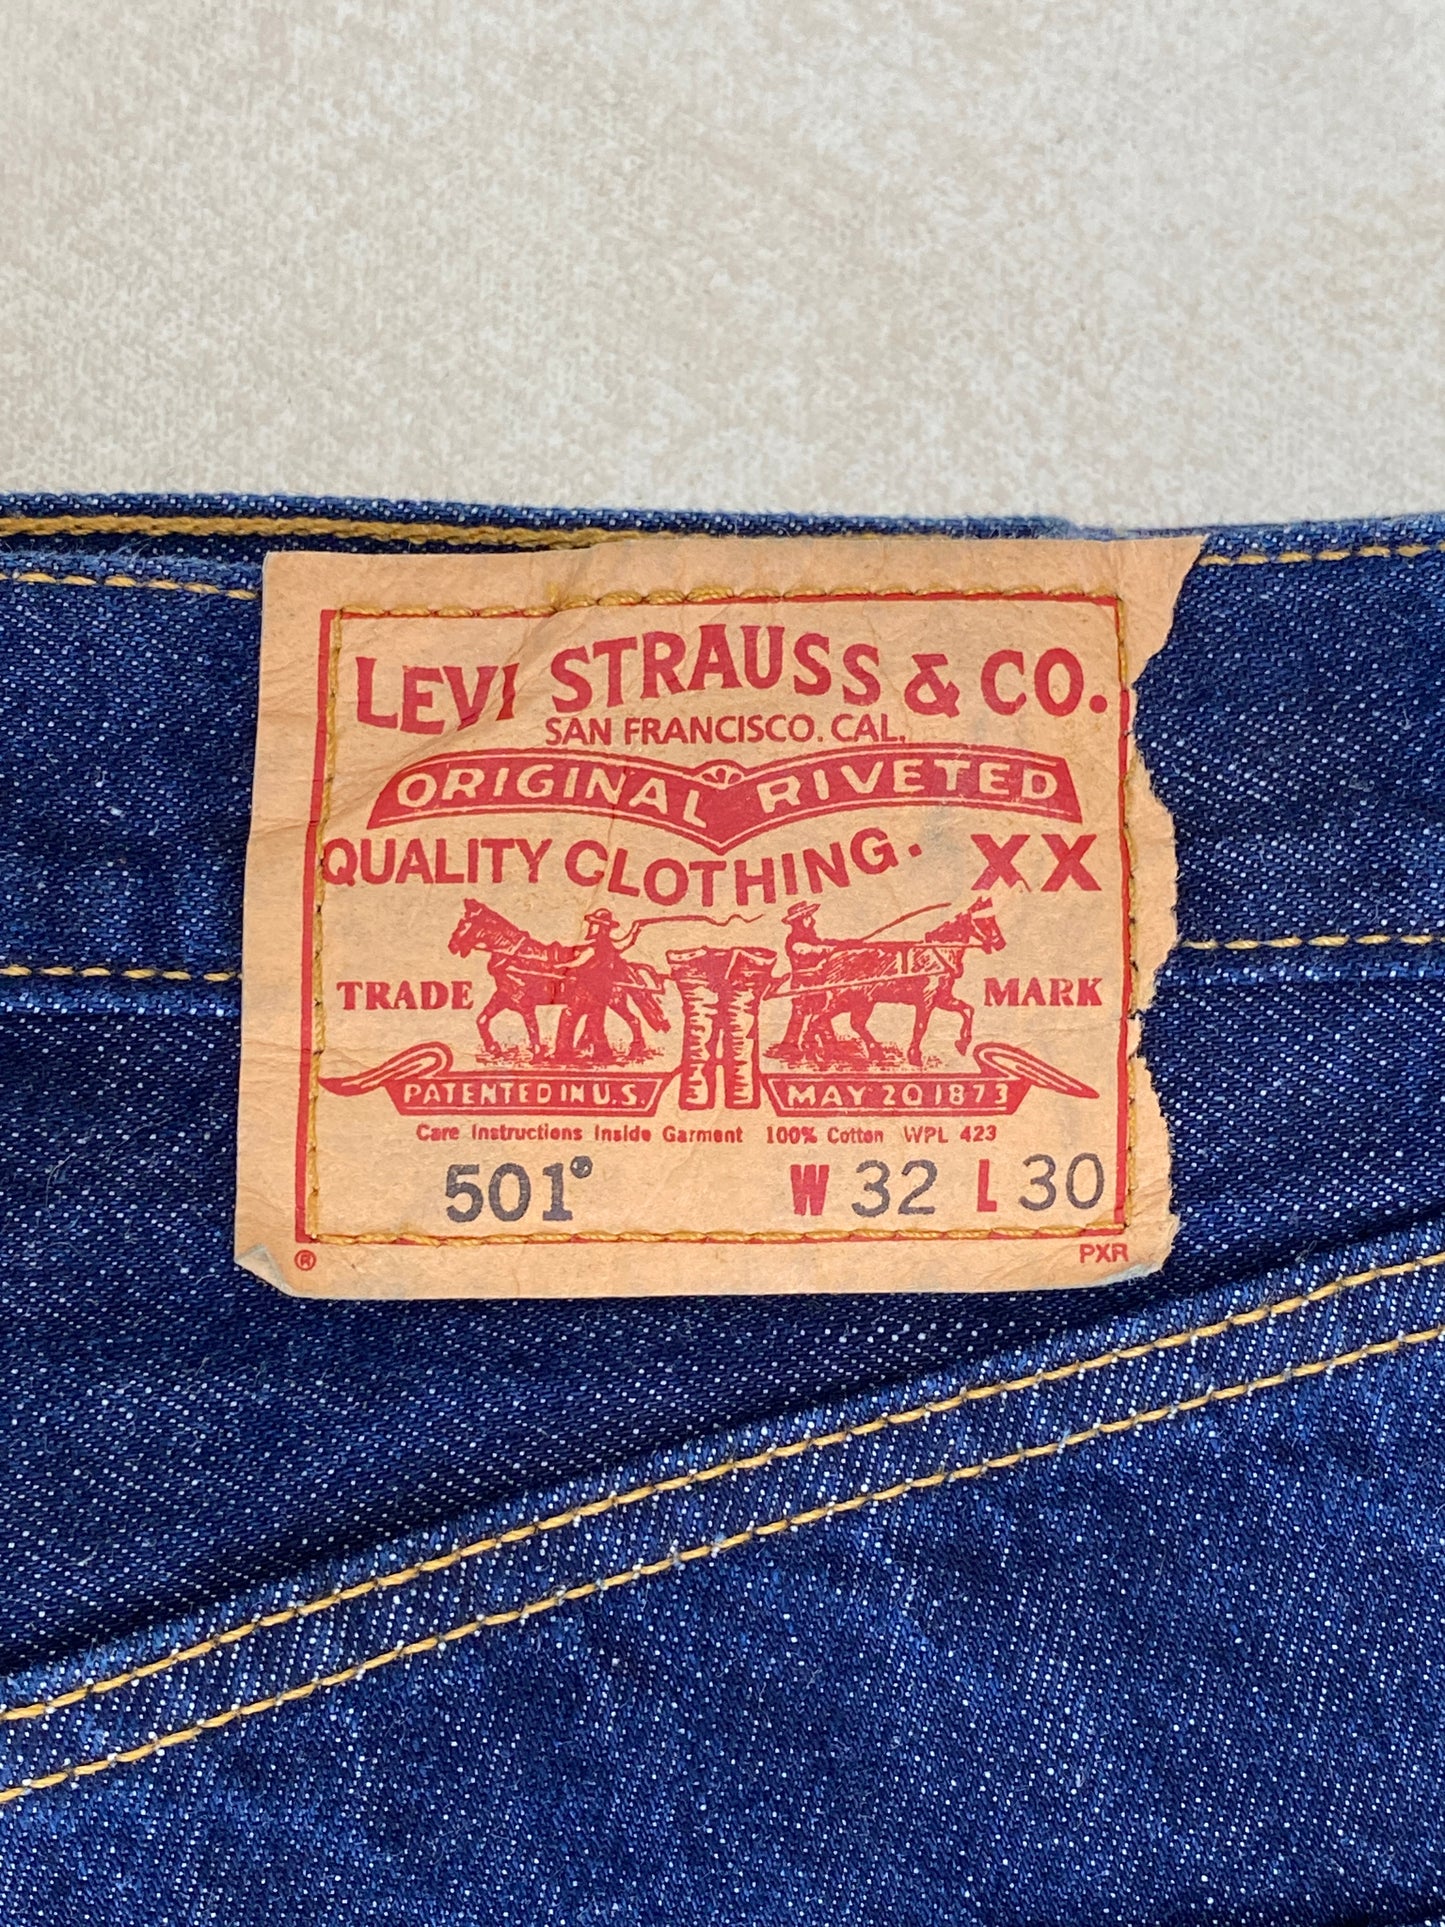 LEVI STRAUSS & CO.
SAN FRANCISCO. CAL.
ORIGINAL RIVETED
QUALITY CLOTHING. XX
TRADE MARK
PATENTED IN U.S. MAY 20 1873
Care Instructions Inside Garment 100% Cotton WPL 423
501® W 32 L 30
® PXR